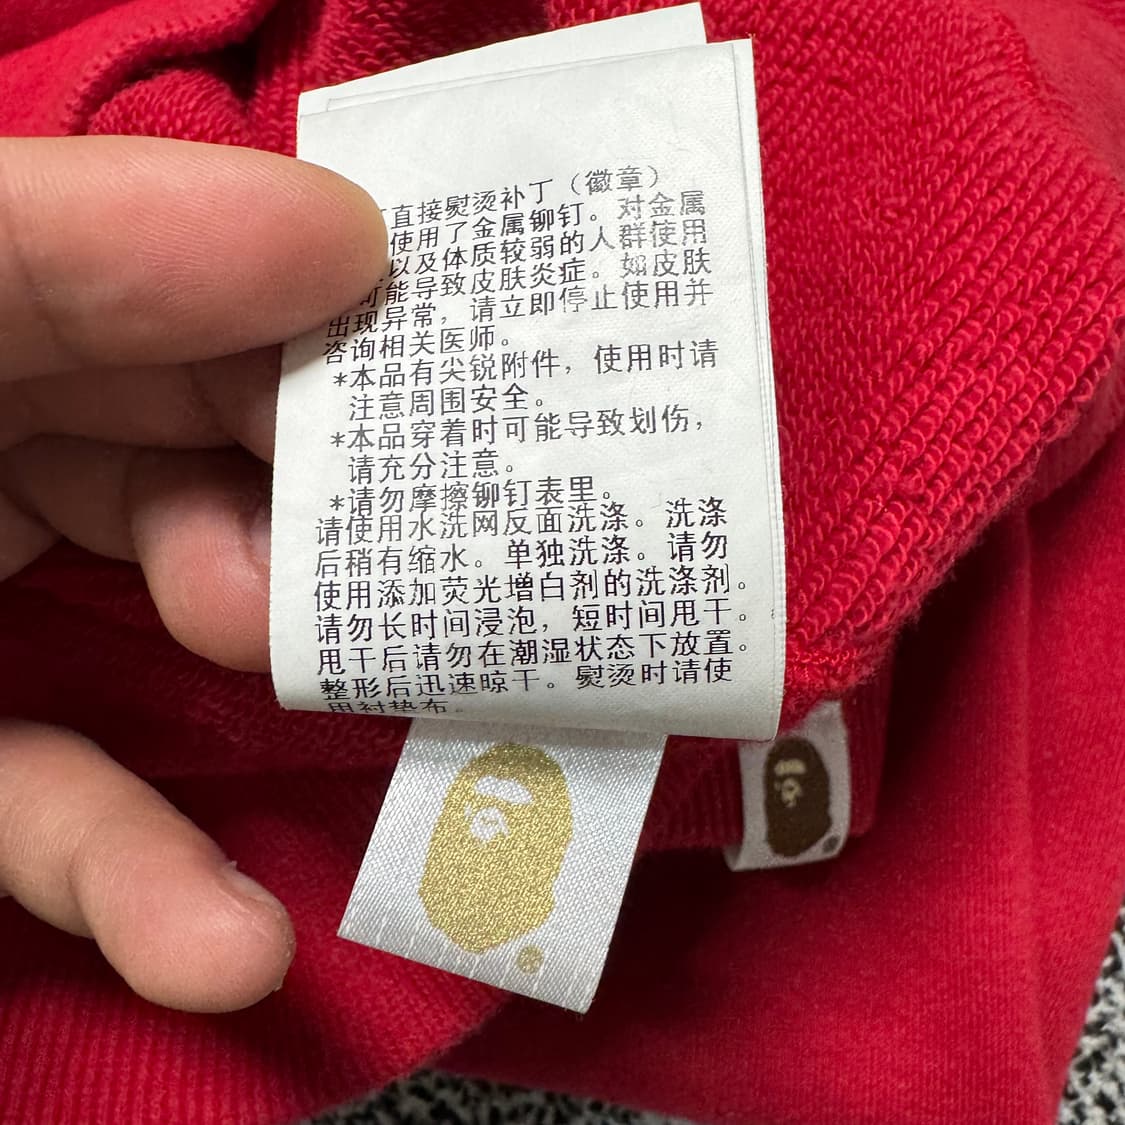 直接熨烫补丁（徽章）
使用了金属铆钉。对金属
以及体质较弱的人群使用
可能导致皮肤炎症。如皮肤
出现异常，请立即停止使用并
咨询相关医师。
*本品有尖锐附件，使用时请
注意周围安全。
*本品穿着时可能导致划伤，
请充分注意。
*请勿摩擦铆钉表里。
请使用水洗网反面洗涤。洗涤
后稍有缩水。单独洗涤。请勿
使用添加荧光增白剂的洗涤剂。
请勿长时间浸泡，短时间甩干。
甩干后请勿在潮湿状态下放置。
整形后迅速晾干。熨烫时请使
用衬垫布。
®
®